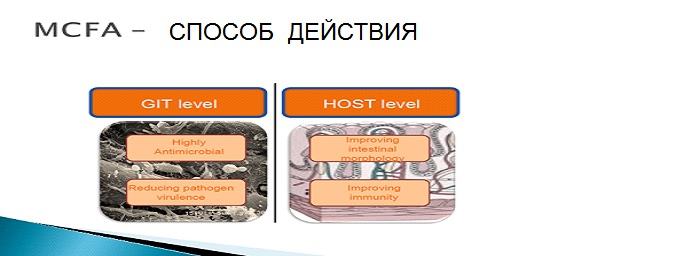 MCFA – СПОСОБ ДЕЙСТВИЯ
GIT level
HOST level
Highly
Antimicrobial
Reducing pathogen
virulence
Improving
intestinal
morphology
Improving
immunity